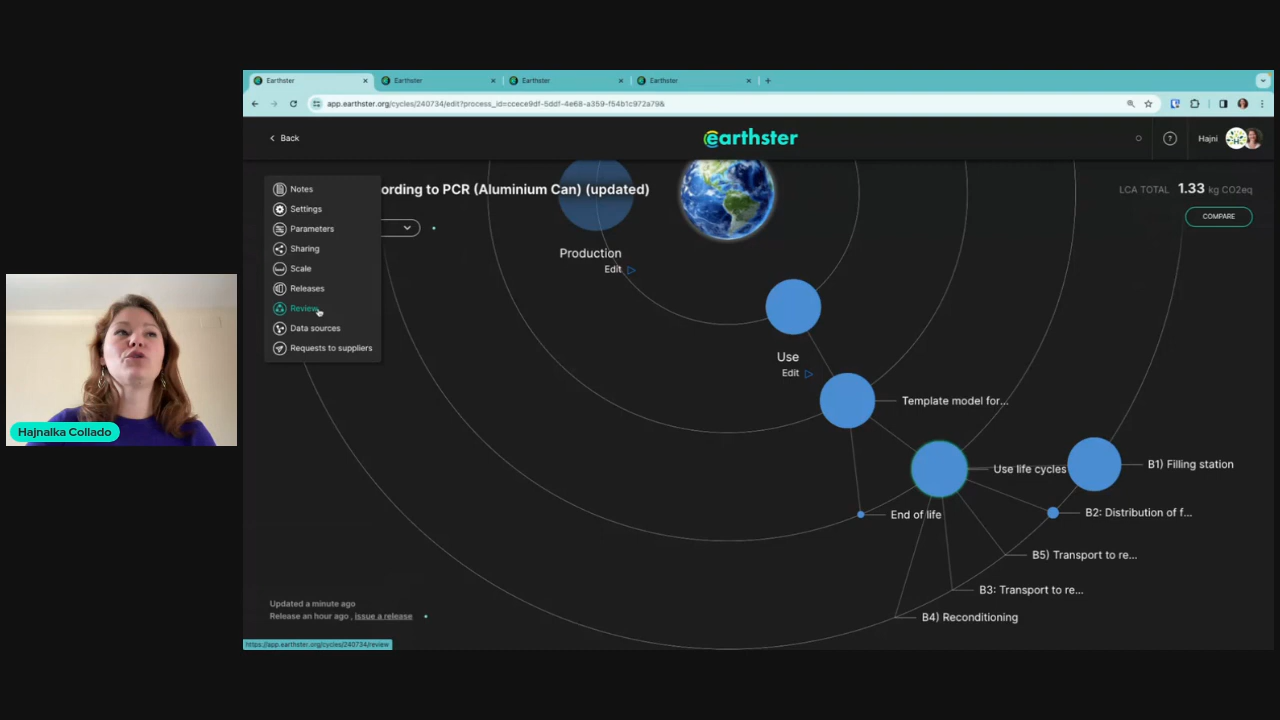 Earthster
Earthster
Earthster
Earthster
app.earthster.org/cycles/240734/edit?process_id=ccece9df-5ddf-4e68-a359-f54b1c972a79&
Back
earthster
Hajni
Notes
ording to PCR (Aluminium Can) (updated)
LCA TOTAL 1.33 kg CO2eq
Settings
COMPARE
Parameters
Sharing
Production
Scale
Edit
Releases
Review
Data sources
Requests to suppliers
Use
Edit
Template model for...
Hajnalka Collado
B1) Filling station
Use life cycles
End of life
B2: Distribution of f...
B5) Transport to re...
B3: Transport to re...
Updated a minute ago
Release an hour ago , issue a release
B4) Reconditioning
https://app.earthster.org/cycles/240734/review